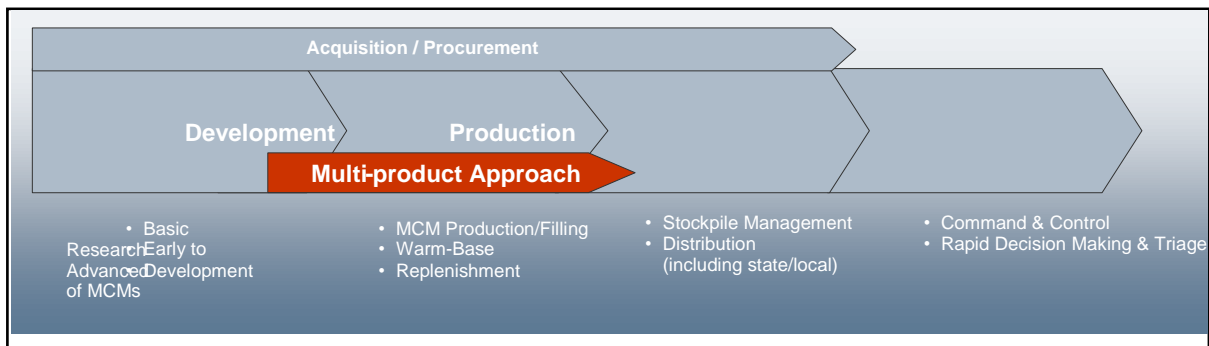 Acquisition / Procurement
Development
Production
Multi-product Approach
• Basic
Research
• Early to
Advanced
• Development
of MCMs
• MCM Production/Filling
• Warm-Base
• Replenishment
• Stockpile Management
• Distribution
(including state/local)
• Command & Control
• Rapid Decision Making & Triage